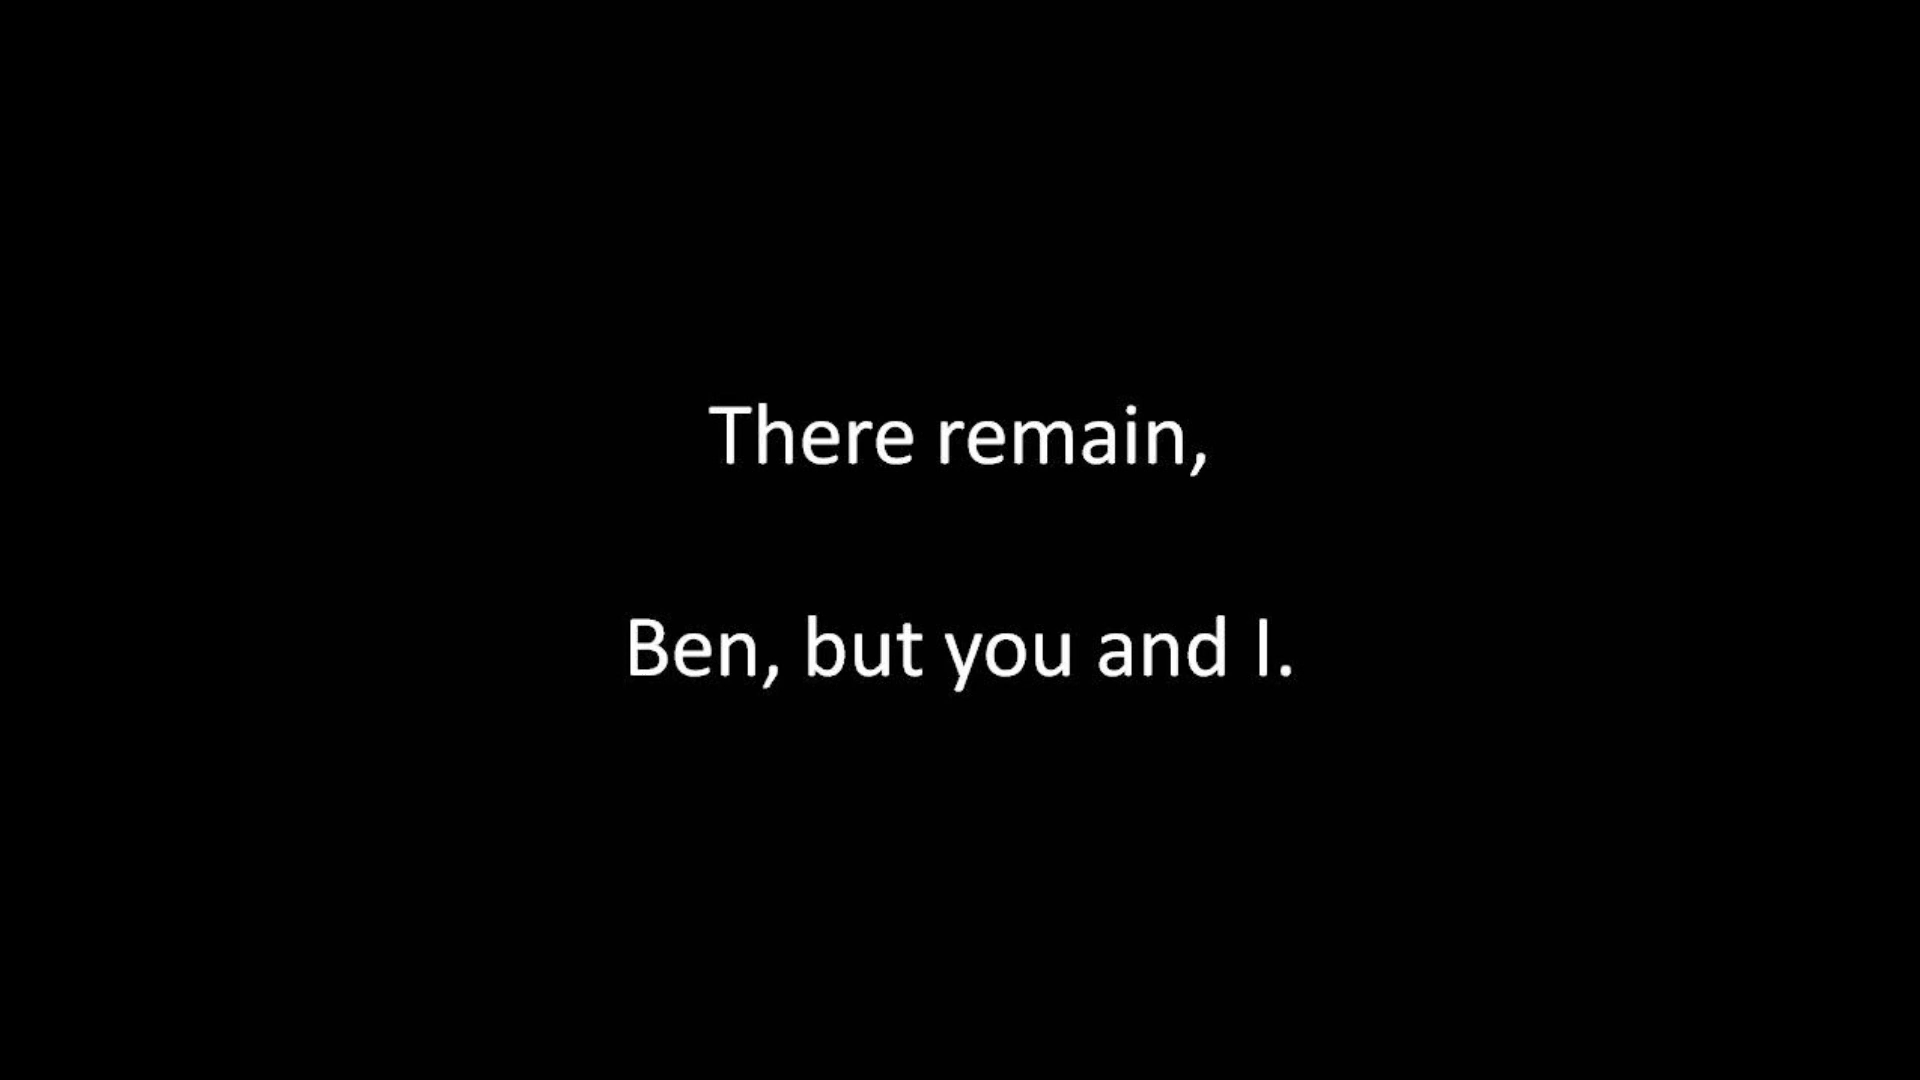 There remain,
Ben, but you and I.